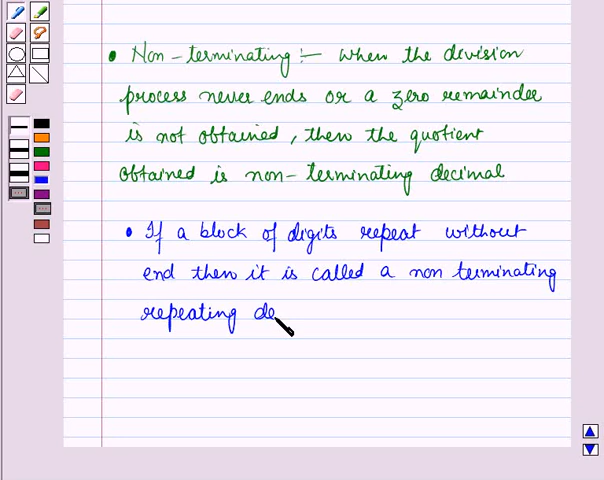 • Non-terminating :- When the division
process never ends or a zero remainder
is not obtained, then the quotient
obtained is non-terminating decimal
• If a block of digits repeat without
end then it is called a non terminating
repeating de